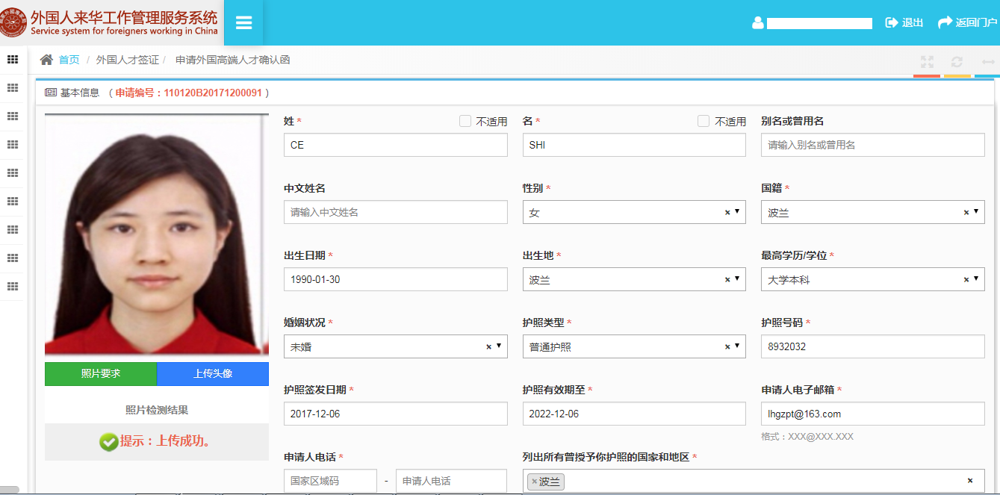 外国人来华工作管理服务系统
Service system for foreigners working in China
退出
返回门户
首页 / 外国人才签证 / 申请外国高端人才确认函
基本信息 （申请编号：110120B20171200091 ）
姓 * 不适用
名 * 不适用
别名或曾用名
CE
SHI
请输入别名或曾用名
中文姓名
性别 *
国籍 *
请输入中文姓名
女 × ▼
波兰 × ▼
出生日期 *
出生地 *
最高学历/学位 *
1990-01-30
波兰 × ▼
大学本科 × ▼
婚姻状况 *
护照类型 *
护照号码 *
未婚 × ▼
普通护照 × ▼
8932032
照片要求
上传头像
护照签发日期 *
护照有效期至 *
申请人电子邮箱 *
照片检测结果
2017-12-06
2022-12-06
lhgzpt@163.com
格式：XXX@XXX.XXX
提示：上传成功。
申请人电话 *
列出所有曾授予你护照的国家和地区 *
国家区域码 - 申请人电话
×波兰 ×